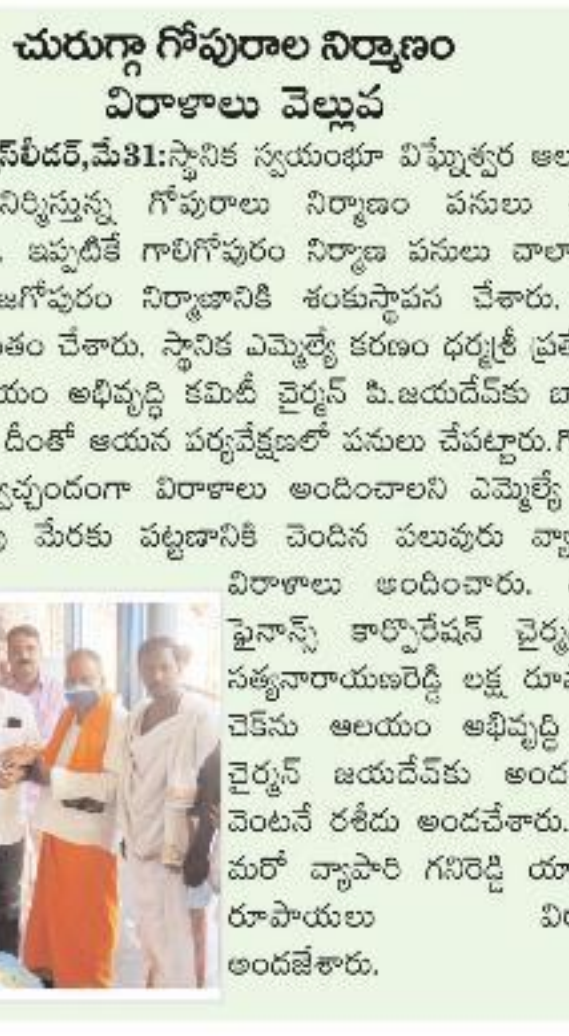 చురుగ్గా గోపురాల నిర్మాణం
విరాళాలు వెల్లువ
స్‌లీడర్,మే31:స్థానిక స్వయంభూ విఘ్నేశ్వర ఆల
నిర్మిస్తున్న గోపురాలు నిర్మాణం పనులు
. ఇప్పటికే గాలిగోపురం నిర్మాణ పనులు చాలా
జగోపురం నిర్మాణానికి శంకుస్థాపన చేశారు.
తం చేశారు. స్థానిక ఎమ్మెల్యే కరణం ధర్మశ్రీ ప్రత్
యం అభివృద్ధి కమిటీ చైర్మన్ పి.జయదేవ్‌కు బా
దీంతో ఆయన పర్యవేక్షణలో పనులు చేపట్టారు.గ
వచ్ఛందంగా విరాళాలు అందించాలని ఎమ్మెల్యే
మేరకు పట్టణానికి చెందిన పలువురు వ్యా
విరాళాలు అందించారు.
ఫైనాన్స్ కార్పొరేషన్ చైర్మ
సత్యనారాయణరెడ్డి లక్ష రూప
చెక్‌ను ఆలయం అభివృద్ధి
చైర్మన్ జయదేవ్‌కు అంద
వెంటనే రశీదు అందచేశారు.
మరో వ్యాపారి గనిరెడ్డి యా
రూపాయలు విర
అందజేశారు.